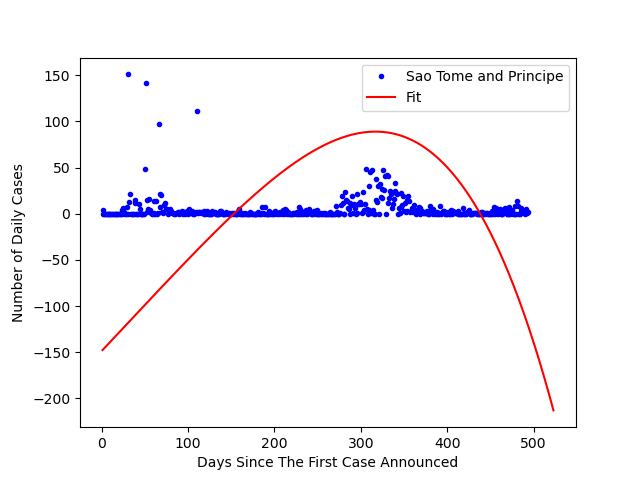 Sao Tome and Principe
Fit
150
100
50
0
−50
−100
−150
−200
Number of Daily Cases
0 100 200 300 400 500
Days Since The First Case Announced